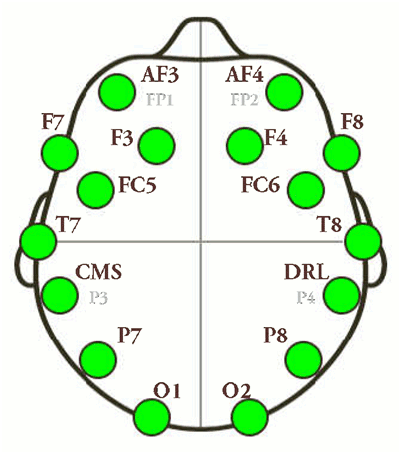 AF3 AF4
FP1 FP2
F7 F8
F3 F4
FC5 FC6
T7 T8
CMS DRL
P3 P4
P7 P8
O1 O2